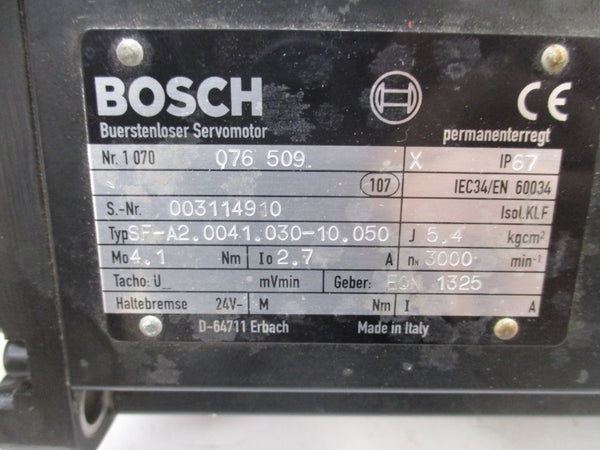 BOSCH CE
Buerstenloser Servomotor permanenterregt
Nr. 1 070 076 509 X IP67
107 IEC34/EN 60034
S.-Nr. 003114910 Isol.KLF
Typ SF-A2.0041.030-10.050 J 5.4 kgcm²
Mo 4.1 Nm Io 2.7 A nN 3000 min⁻¹
Tacho: U_ mVmin Geber: EQN 1325
Haltebremse 24V- M Nm I A
D-64711 Erbach Made in Italy